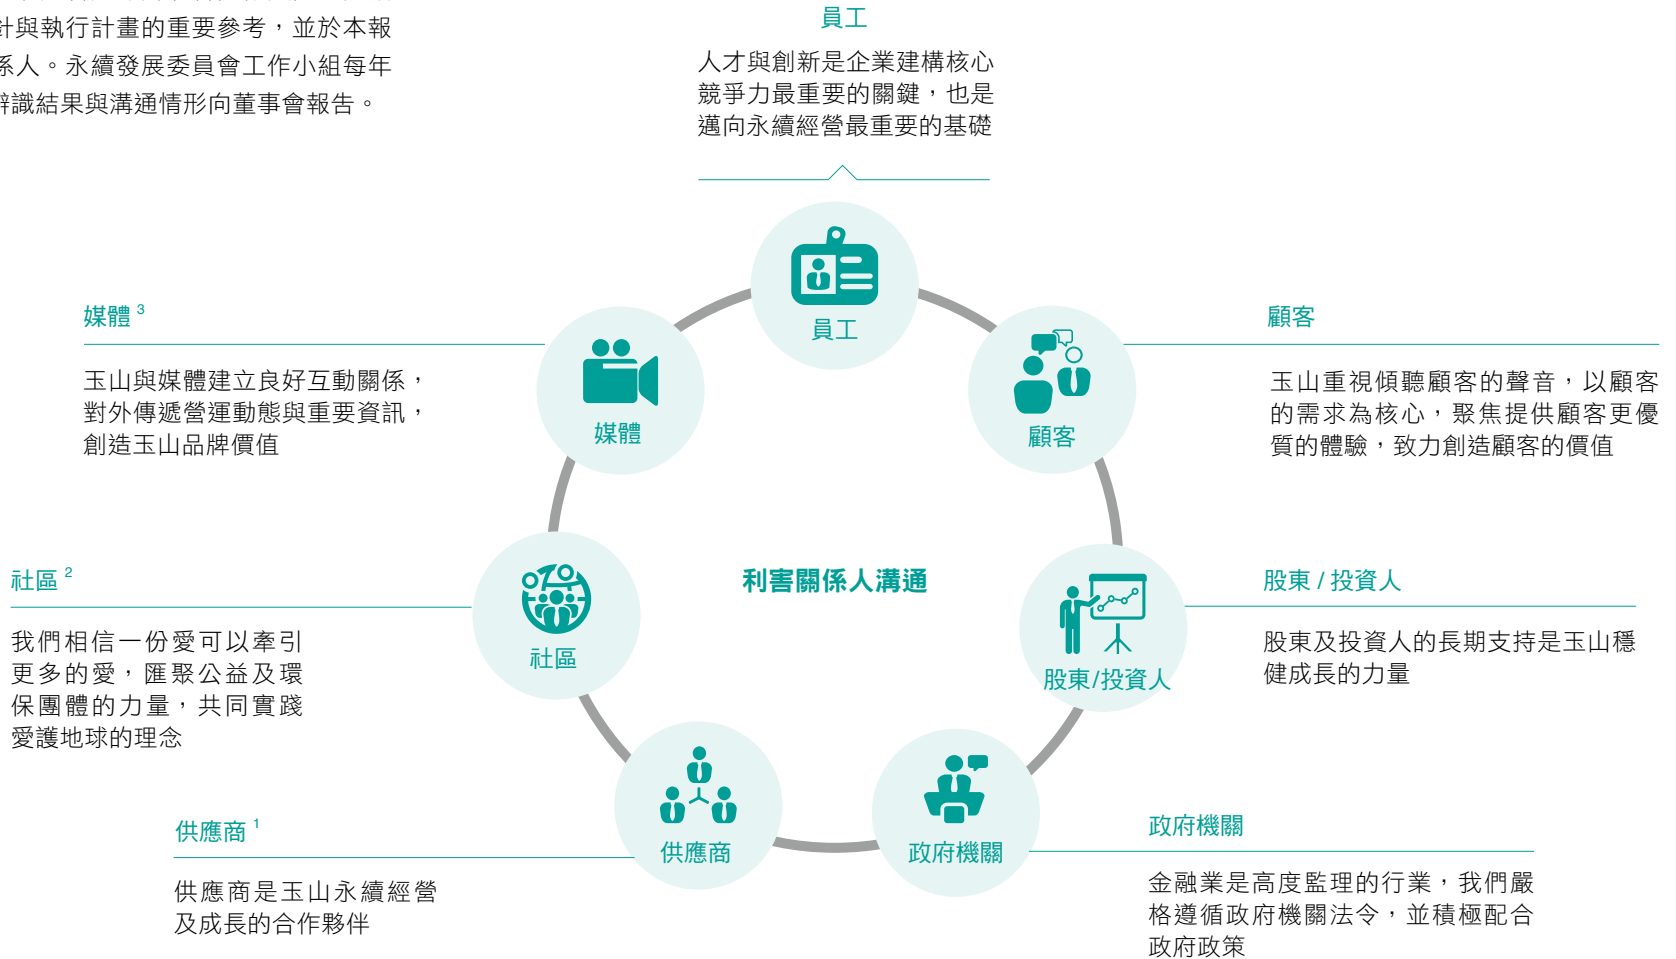 針與執行計畫的重要參考，並於本報
係人。永續發展委員會工作小組每年
辨識結果與溝通情形向董事會報告。
員工
人才與創新是企業建構核心
競爭力最重要的關鍵，也是
邁向永續經營最重要的基礎
員工
媒體 3
玉山與媒體建立良好互動關係，
對外傳遞營運動態與重要資訊，
創造玉山品牌價值
媒體
顧客
玉山重視傾聽顧客的聲音，以顧客
的需求為核心，聚焦提供顧客更優
質的體驗，致力創造顧客的價值
顧客
利害關係人溝通
社區 2
我們相信一份愛可以牽引
更多的愛，匯聚公益及環
保團體的力量，共同實踐
愛護地球的理念
社區
股東 / 投資人
股東及投資人的長期支持是玉山穩
健成長的力量
股東/投資人
供應商 1
供應商是玉山永續經營
及成長的合作夥伴
供應商
政府機關
金融業是高度監理的行業，我們嚴
格遵循政府機關法令，並積極配合
政府政策
政府機關